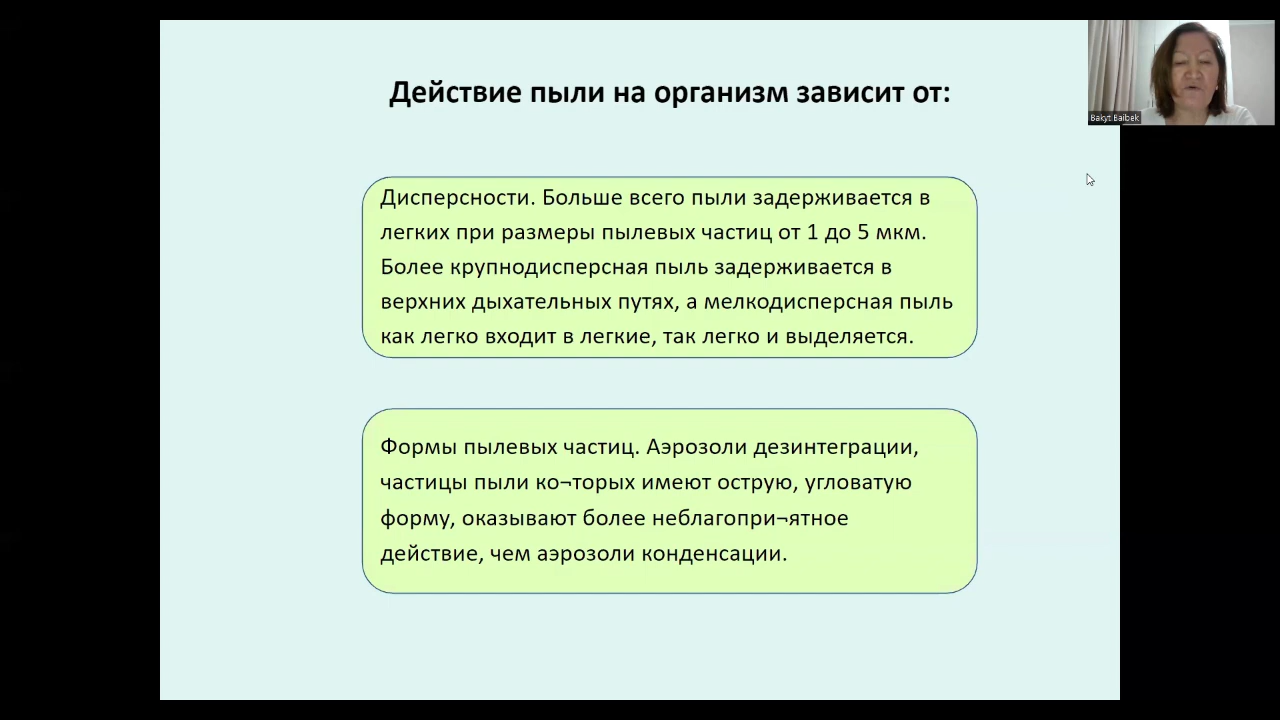 Действие пыли на организм зависит от:
Bakyt Baibek
Дисперсности. Больше всего пыли задерживается в
легких при размеры пылевых частиц от 1 до 5 мкм.
Более крупнодисперсная пыль задерживается в
верхних дыхательных путях, а мелкодисперсная пыль
как легко входит в легкие, так легко и выделяется.
Формы пылевых частиц. Аэрозоли дезинтеграции,
частицы пыли ко¬торых имеют острую, угловатую
форму, оказывают более неблагопри¬ятное
действие, чем аэрозоли конденсации.